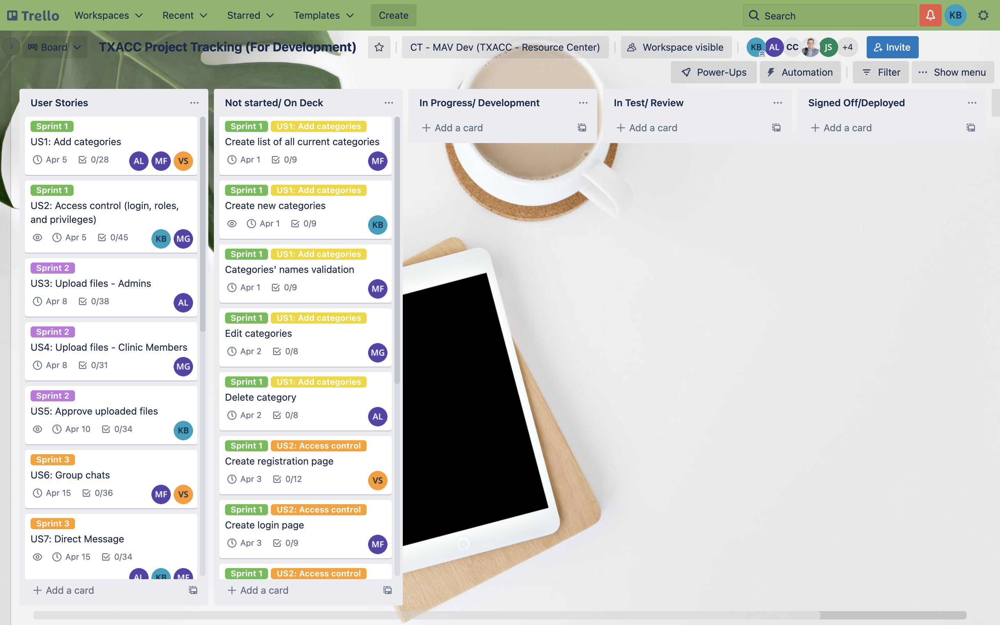 Trello
Workspaces
Recent
Starred
Templates
Create
Search
KB
Board
TXACC Project Tracking (For Development)
CT - MAV Dev (TXACC - Resource Center)
Workspace visible
KB AL CC JS +4
Invite
Power-Ups
Automation
Filter
Show menu
User Stories
Sprint 1
US1: Add categories
Apr 5 0/28 AL MF VS
Sprint 1
US2: Access control (login, roles,
and privileges)
Apr 5 0/45 KB MG
Sprint 2
US3: Upload files - Admins
Apr 8 0/38 AL
Sprint 2
US4: Upload files - Clinic Members
Apr 8 0/31 MG
Sprint 2
US5: Approve uploaded files
Apr 10 0/34 KB
Sprint 3
US6: Group chats
Apr 15 0/36 MF VS
Sprint 3
US7: Direct Message
Apr 15 0/34
AL KB MF
Add a card
Not started/ On Deck
Sprint 1 US1: Add categories
Create list of all current categories
Apr 1 0/9 MF
Sprint 1 US1: Add categories
Create new categories
Apr 1 0/9 KB
Sprint 1 US1: Add categories
Categories' names validation
Apr 1 0/9 MF
Sprint 1 US1: Add categories
Edit categories
Apr 2 0/8 MG
Sprint 1 US1: Add categories
Delete category
Apr 2 0/8 AL
Sprint 1 US2: Access control
Create registration page
Apr 3 0/12 VS
Sprint 1 US2: Access control
Create login page
Apr 3 0/9 MF
Sprint 1 US2: Access control
Add a card
In Progress/ Development
Add a card
In Test/ Review
Add a card
Signed Off/Deployed
Add a card